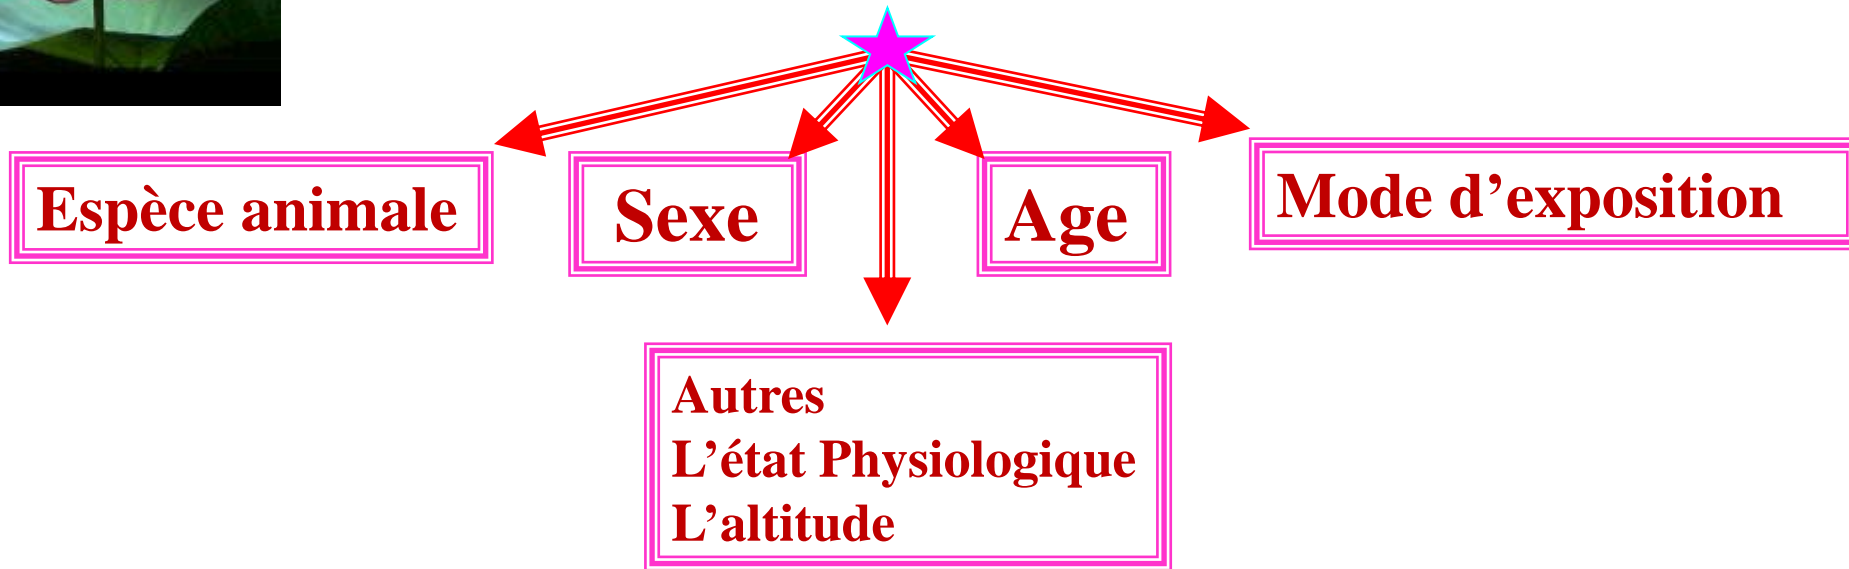 Espèce animale
Sexe
Age
Mode d’exposition
Autres
L’état Physiologique
L’altitude